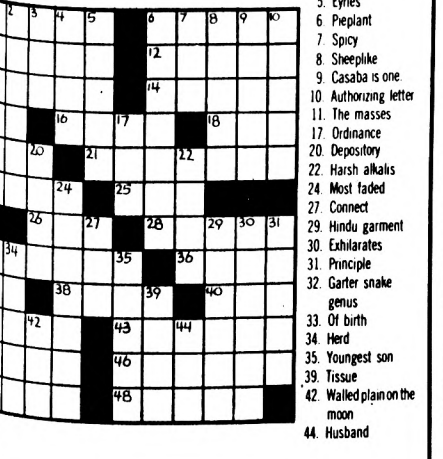 2 3 4 5 6 7 8 9 10
12
14
16 17 18
20 21 22
24 25
26 27 28 29 30 31
34 35 36
38 39 40
42 43 44
46
48
5. Eyries
6. Pieplant
7. Spicy
8. Sheeplike
9. Casaba is one
10. Authorizing letter
11. The masses
17. Ordinance
20. Depository
22. Harsh alkalis
24. Most faded
27. Connect
29. Hindu garment
30. Exhilarates
31. Principle
32. Garter snake
genus
33. Of birth
34. Herd
35. Youngest son
39. Tissue
42. Walled plain on the
moon
44. Husband